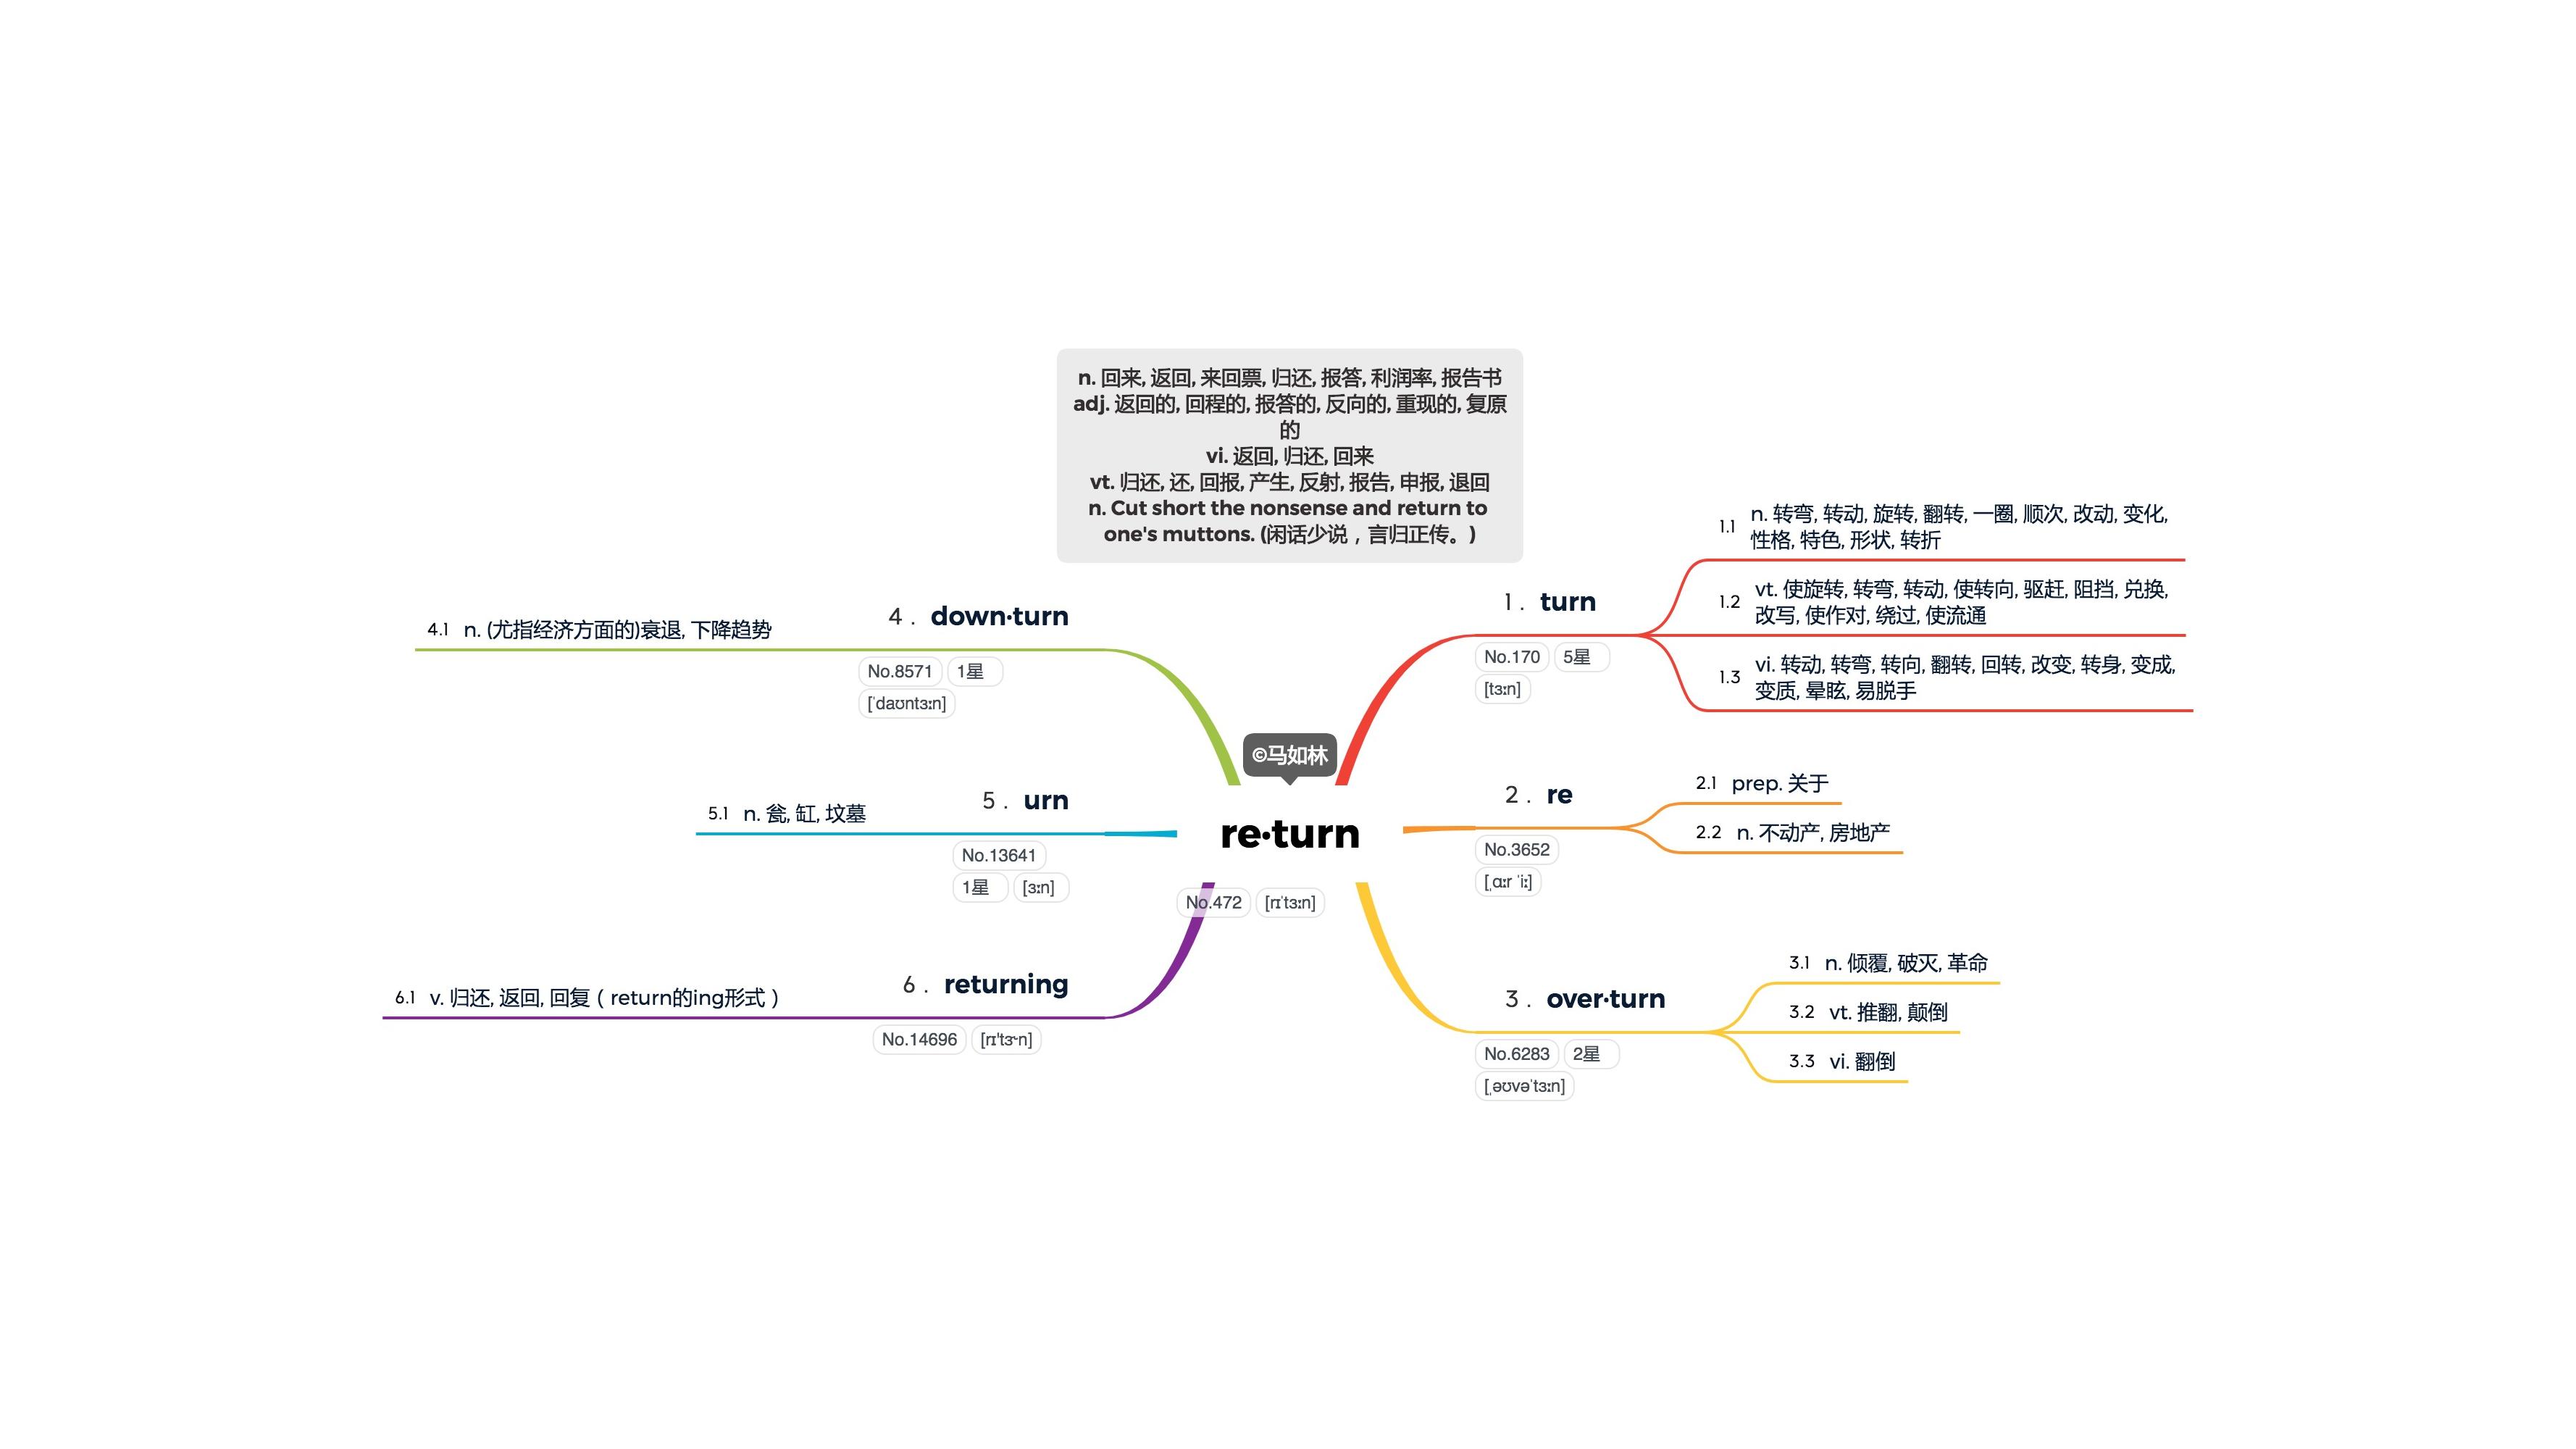 n. 回来, 返回, 来回票, 归还, 报答, 利润率, 报告书
adj. 返回的, 回程的, 报答的, 反向的, 重现的, 复原
的
vi. 返回, 归还, 回来
vt. 归还, 还, 回报, 产生, 反射, 报告, 申报, 退回
n. Cut short the nonsense and return to
one's muttons. (闲话少说，言归正传。)
©马如林
re·turn
No.472 [rɪˈtɜːn]
1. turn
No.170 5星
[tɜːn]
1.1 n. 转弯, 转动, 旋转, 翻转, 一圈, 顺次, 改动, 变化,
性格, 特色, 形状, 转折
1.2 vt. 使旋转, 转弯, 转动, 使转向, 驱赶, 阻挡, 兑换,
改写, 使作对, 绕过, 使流通
1.3 vi. 转动, 转弯, 转向, 翻转, 回转, 改变, 转身, 变成,
变质, 晕眩, 易脱手
2. re
No.3652
[ˌɑːr ˈiː]
2.1 prep. 关于
2.2 n. 不动产, 房地产
3. over·turn
No.6283 2星
[ˌəʊvəˈtɜːn]
3.1 n. 倾覆, 破灭, 革命
3.2 vt. 推翻, 颠倒
3.3 vi. 翻倒
4. down·turn
No.8571 1星
[ˈdaʊntɜːn]
4.1 n. (尤指经济方面的)衰退, 下降趋势
5. urn
No.13641
1星 [ɜːn]
5.1 n. 瓮, 缸, 坟墓
6. returning
No.14696 [rɪ'tɝn]
6.1 v. 归还, 返回, 回复（return的ing形式）